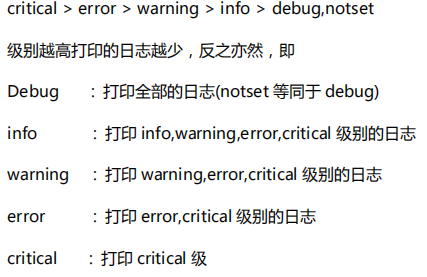 critical > error > warning > info > debug,notset
级别越高打印的日志越少，反之亦然，即
Debug : 打印全部的日志(notset 等同于 debug)
info : 打印 info,warning,error,critical 级别的日志
warning : 打印 warning,error,critical 级别的日志
error : 打印 error,critical 级别的日志
critical : 打印 critical 级